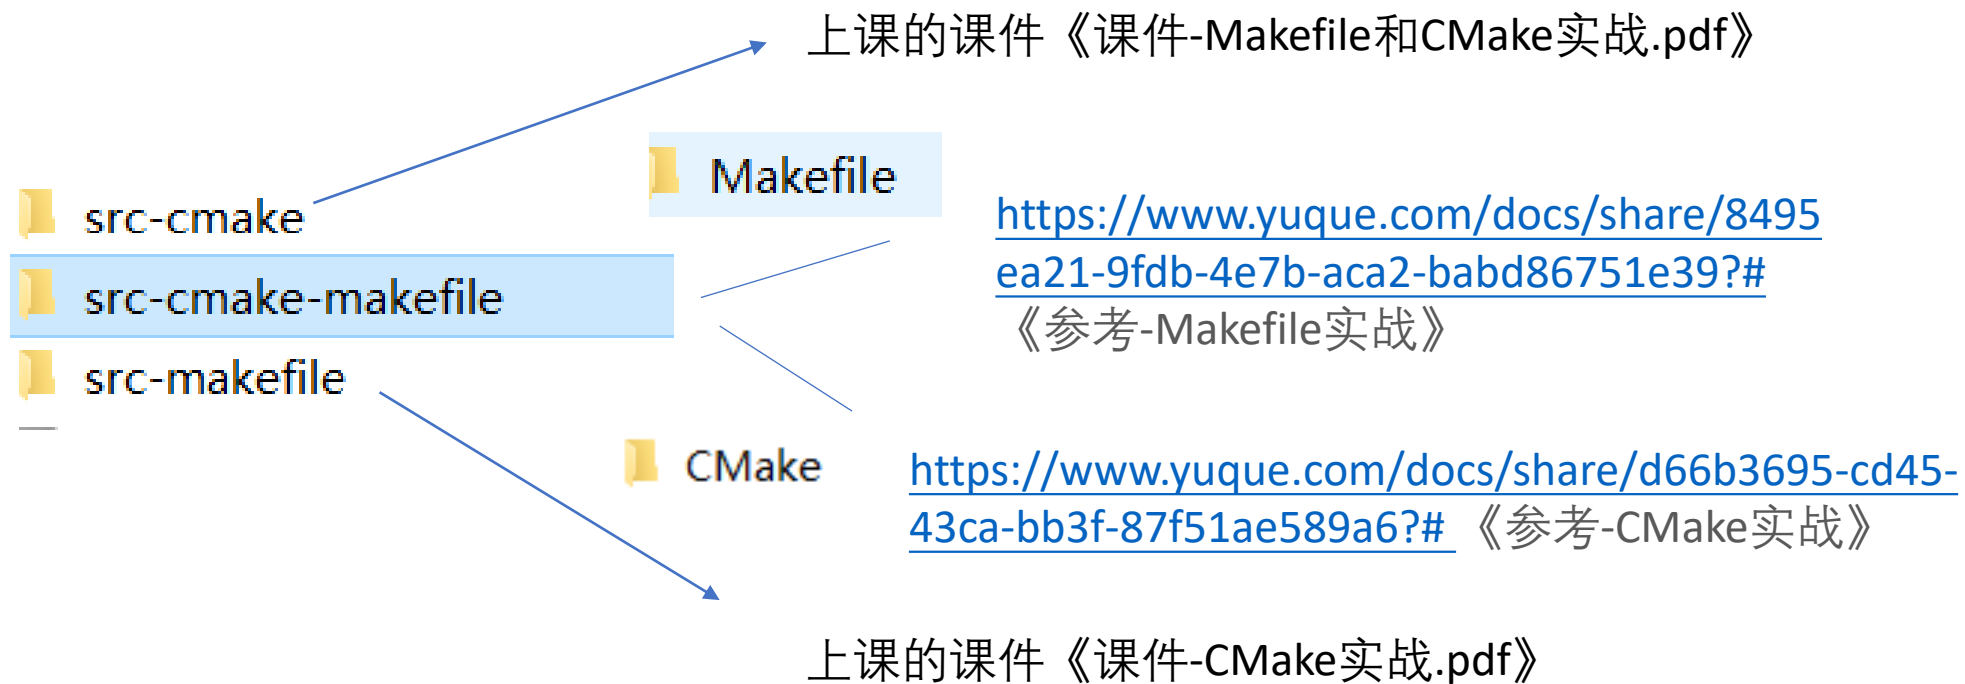 上课的课件《课件-Makefile和CMake实战.pdf》
Makefile
src-cmake
https://www.yuque.com/docs/share/8495
ea21-9fdb-4e7b-aca2-babd86751e39?#
src-cmake-makefile
《参考-Makefile实战》
src-makefile
CMake
https://www.yuque.com/docs/share/d66b3695-cd45-
43ca-bb3f-87f51ae589a6?# 《参考-CMake实战》
上课的课件《课件-CMake实战.pdf》